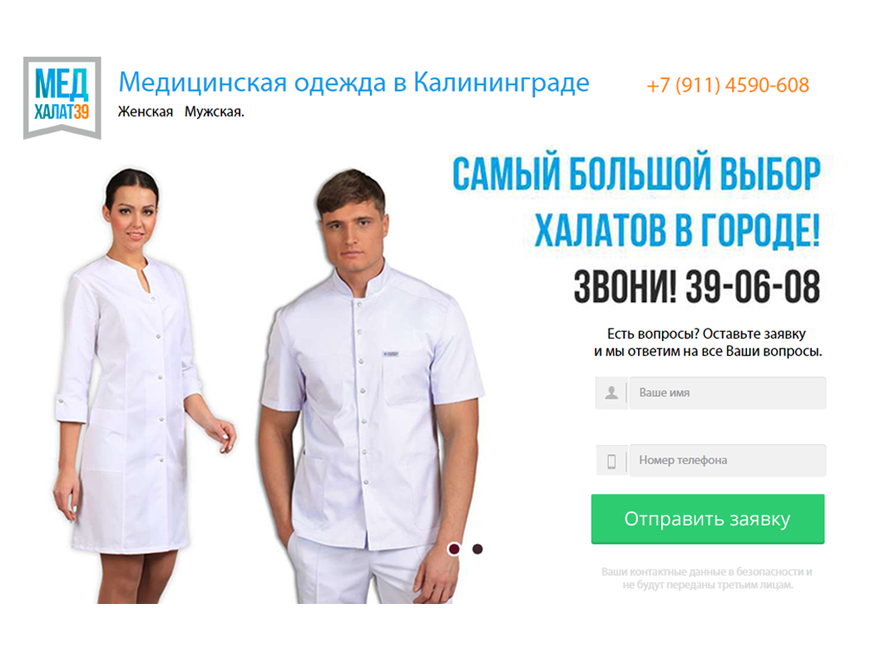 МЕД
ХАЛАТ39
Медицинская одежда в Калининграде
+7 (911) 4590-608
Женская Мужская.
САМЫЙ БОЛЬШОЙ ВЫБОР
ХАЛАТОВ В ГОРОДЕ!
ЗВОНИ! 39-06-08
Есть вопросы? Оставьте заявку
и мы ответим на все Ваши вопросы.
Ваше имя
Номер телефона
Отправить заявку
Ваши контактные данные в безопасности и
не будут переданы третьим лицам.